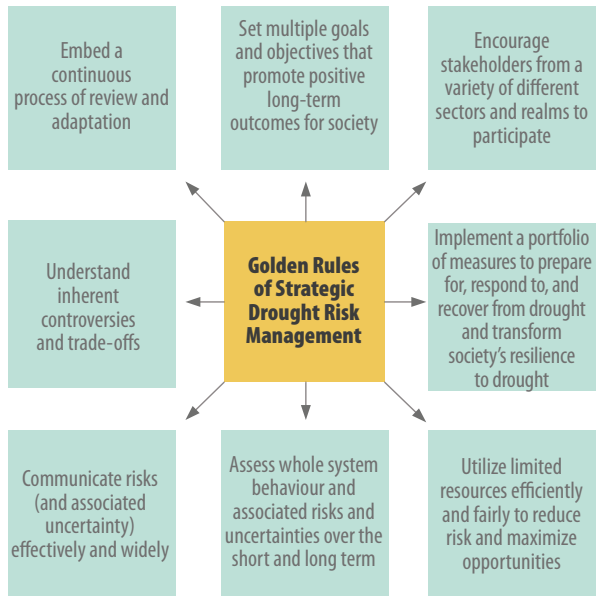 Embed a
continuous
process of review and
adaptation
Set multiple goals
and objectives that
promote positive
long-term
outcomes for society
Encourage
stakeholders from a
variety of different
sectors and realms to
participate
Understand
inherent
controversies
and trade-offs
Golden Rules
of Strategic
Drought Risk
Management
Implement a portfolio
of measures to prepare
for, respond to, and
recover from drought
and transform
society’s resilience
to drought
Communicate risks
(and associated
uncertainty)
effectively and widely
Assess whole system
behaviour and
associated risks and
uncertainties over the
short and long term
Utilize limited
resources efficiently
and fairly to reduce
risk and maximize
opportunities